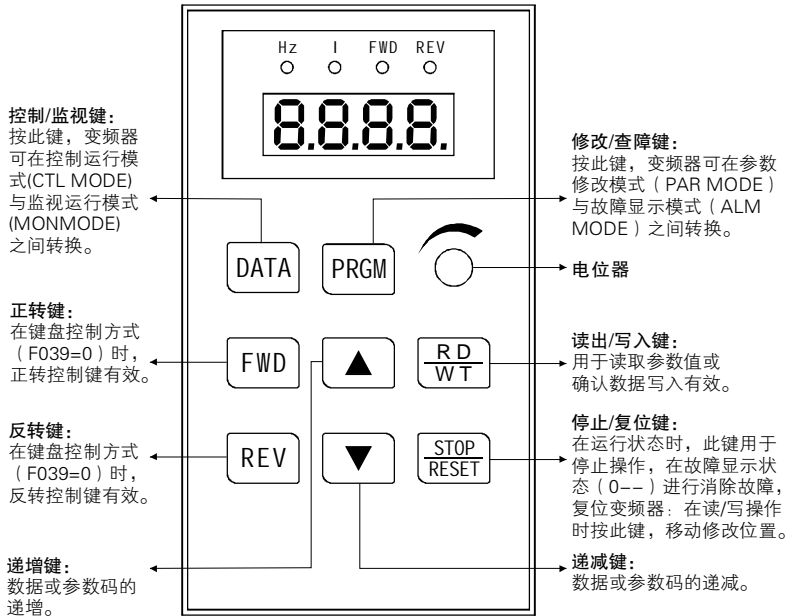 Hz I FWD REV
8.8.8.8.
控制/监视键：
按此键，变频器
可在控制运行模
式(CTL MODE)
与监视运行模式
(MONMODE)
之间转换。
修改/查障键：
按此键，变频器可在参数
修改模式（PAR MODE）
与故障显示模式（ALM
MODE）之间转换。
DATA
PRGM
电位器
正转键：
在键盘控制方式
（F039=0）时，
正转控制键有效。
FWD
▲
RD
WT
读出/写入键：
用于读取参数值或
确认数据写入有效。
反转键：
在键盘控制方式
（F039=0）时，
反转控制键有效。
REV
▼
STOP
RESET
停止/复位键：
在运行状态时，此键用于
停止操作，在故障显示状
态（0--）进行消除故障，
复位变频器：在读/写操作
时按此键，移动修改位置。
递增键：
数据或参数码的
递增。
递减键：
数据或参数码的递减。